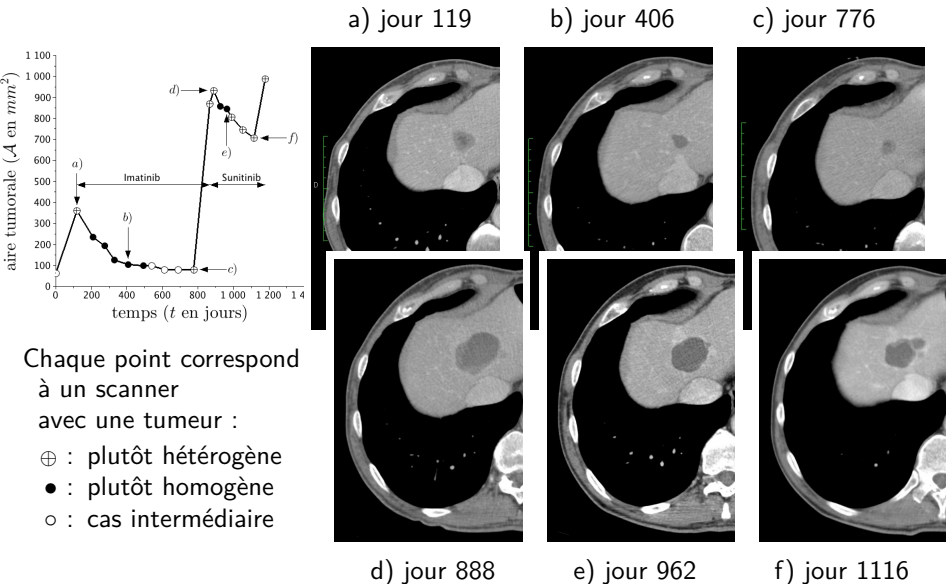 a) jour 119
b) jour 406
c) jour 776
aire tumorale (𝒜 en mm²)
1 100
1 000
900
800
700
600
500
400
300
200
100
0
a)
b)
c)
d)
e)
f)
Imatinib
Sunitinib
0
200
400
600
800
1 000
1 200
1 4
temps (t en jours)
Chaque point correspond
à un scanner
avec une tumeur :
⊕ : plutôt hétérogène
● : plutôt homogène
○ : cas intermédiaire
D
d) jour 888
e) jour 962
f) jour 1116